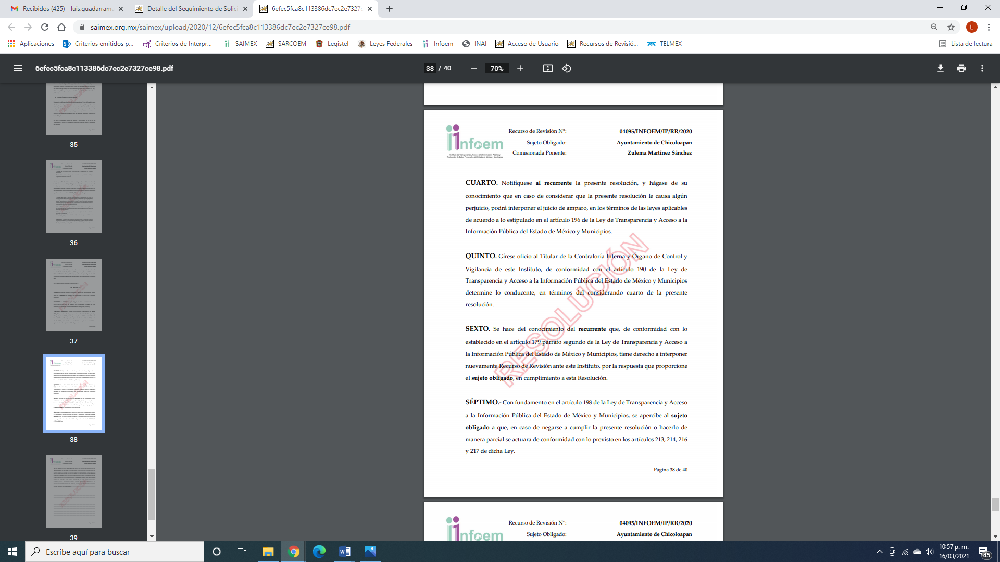 Recibidos (425) - luis.guadarrama
Detalle del Seguimiento de Solici
6efec5fca8c113386dc7ec2e7327c
saimex.org.mx/saimex/upload/2020/12/6efec5fca8c113386dc7ec2e7327ce98.pdf
L
Aplicaciones
Criterios emitidos p...
Criterios de Interpr...
SAIMEX
SARCOEM
Legistel
Leyes Federales
Infoem
INAI
Acceso de Usuario
Recursos de Revisió...
TELMEX
Lista de lectura
6efec5fca8c113386dc7ec2e7327ce98.pdf
38 / 40
70%
35
36
37
38
39
infoem
Instituto de Transparencia, Acceso a la Información Pública y
Protección de Datos Personales del Estado de México y Municipios
Recurso de Revisión N°: 04095/INFOEM/IP/RR/2020
Sujeto Obligado: Ayuntamiento de Chicoloapan
Comisionada Ponente: Zulema Martínez Sánchez
CUARTO. Notifíquese al recurrente la presente resolución, y hágase de su
conocimiento que en caso de considerar que la presente resolución le causa algún
perjuicio, podrá interponer el juicio de amparo, en los términos de las leyes aplicables
de acuerdo a lo estipulado en el artículo 196 de la Ley de Transparencia y Acceso a la
Información Pública del Estado de México y Municipios.
QUINTO. Gírese oficio al Titular de la Contraloría Interna y Órgano de Control y
Vigilancia de este Instituto, de conformidad con el artículo 190 de la Ley de
Transparencia y Acceso a la Información Pública del Estado de México y Municipios
determine lo conducente, en términos del considerando cuarto de la presente
resolución.
SEXTO. Se hace del conocimiento del recurrente que, de conformidad con lo
establecido en el artículo 179 párrafo segundo de la Ley de Transparencia y Acceso a
la Información Pública del Estado de México y Municipios, tiene derecho a interponer
nuevamente Recurso de Revisión ante este Instituto, por la respuesta que proporcione
el sujeto obligado, en cumplimiento a esta Resolución.
SÉPTIMO.- Con fundamento en el artículo 198 de la Ley de Transparencia y Acceso
a la Información Pública del Estado de México y Municipios, se apercibe al sujeto
obligado a que, en caso de negarse a cumplir la presente resolución o hacerlo de
manera parcial se actuara de conformidad con lo previsto en los artículos 213, 214, 216
y 217 de dicha Ley.
RESOLUCIÓN
Página 38 de 40
infoem
Recurso de Revisión N°: 04095/INFOEM/IP/RR/2020
Sujeto Obligado: Ayuntamiento de Chicoloapan
Escribe aquí para buscar
10:57 p. m.
16/03/2021
45